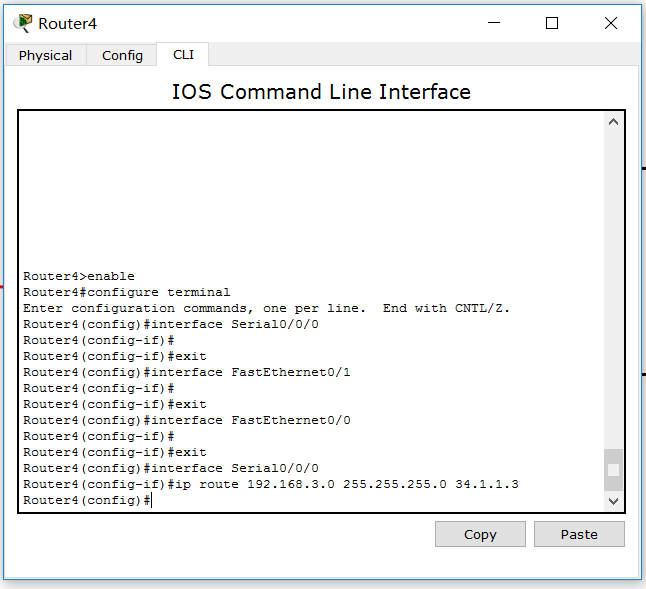 Router4
Physical Config CLI
IOS Command Line Interface
Router4>enable
Router4#configure terminal
Enter configuration commands, one per line.  End with CNTL/Z.
Router4(config)#interface Serial0/0/0
Router4(config-if)#
Router4(config-if)#exit
Router4(config)#interface FastEthernet0/1
Router4(config-if)#
Router4(config-if)#exit
Router4(config)#interface FastEthernet0/0
Router4(config-if)#
Router4(config-if)#exit
Router4(config)#interface Serial0/0/0
Router4(config-if)#ip route 192.168.3.0 255.255.255.0 34.1.1.3
Router4(config)#
Copy Paste